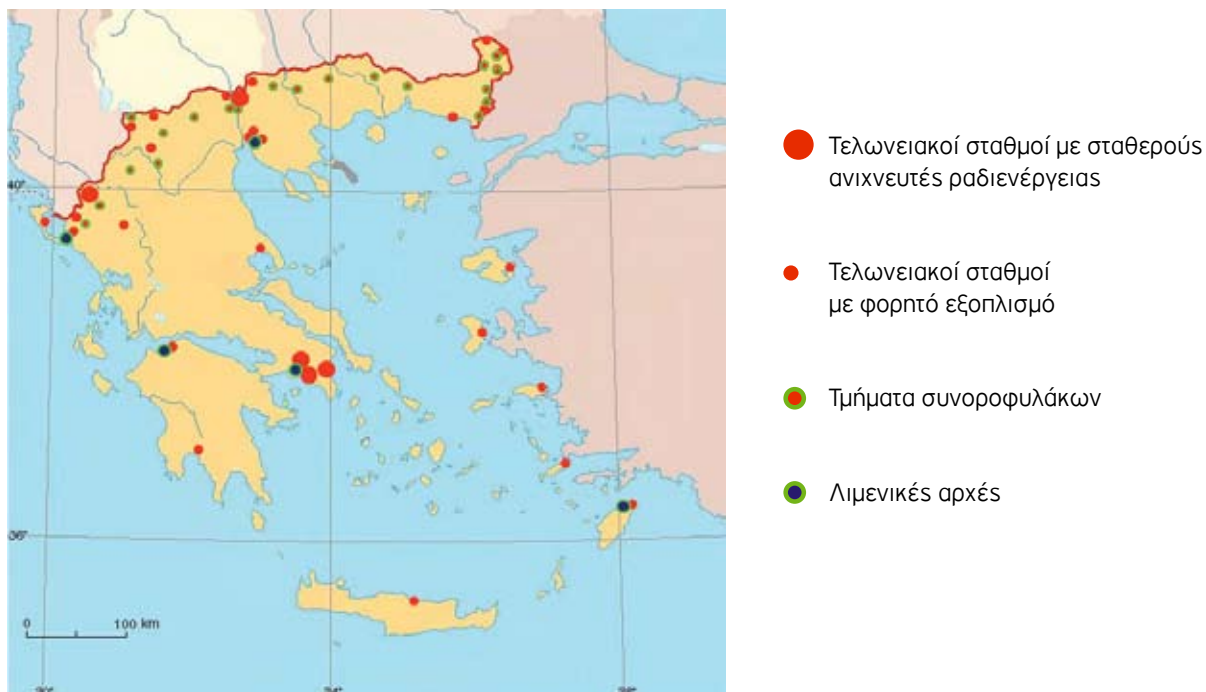 Τελωνειακοί σταθμοί με σταθερούς
ανιχνευτές ραδιενέργειας
Τελωνειακοί σταθμοί
με φορητό εξοπλισμό
Τμήματα συνοροφυλάκων
Λιμενικές αρχές
40°
36°
0 100 km